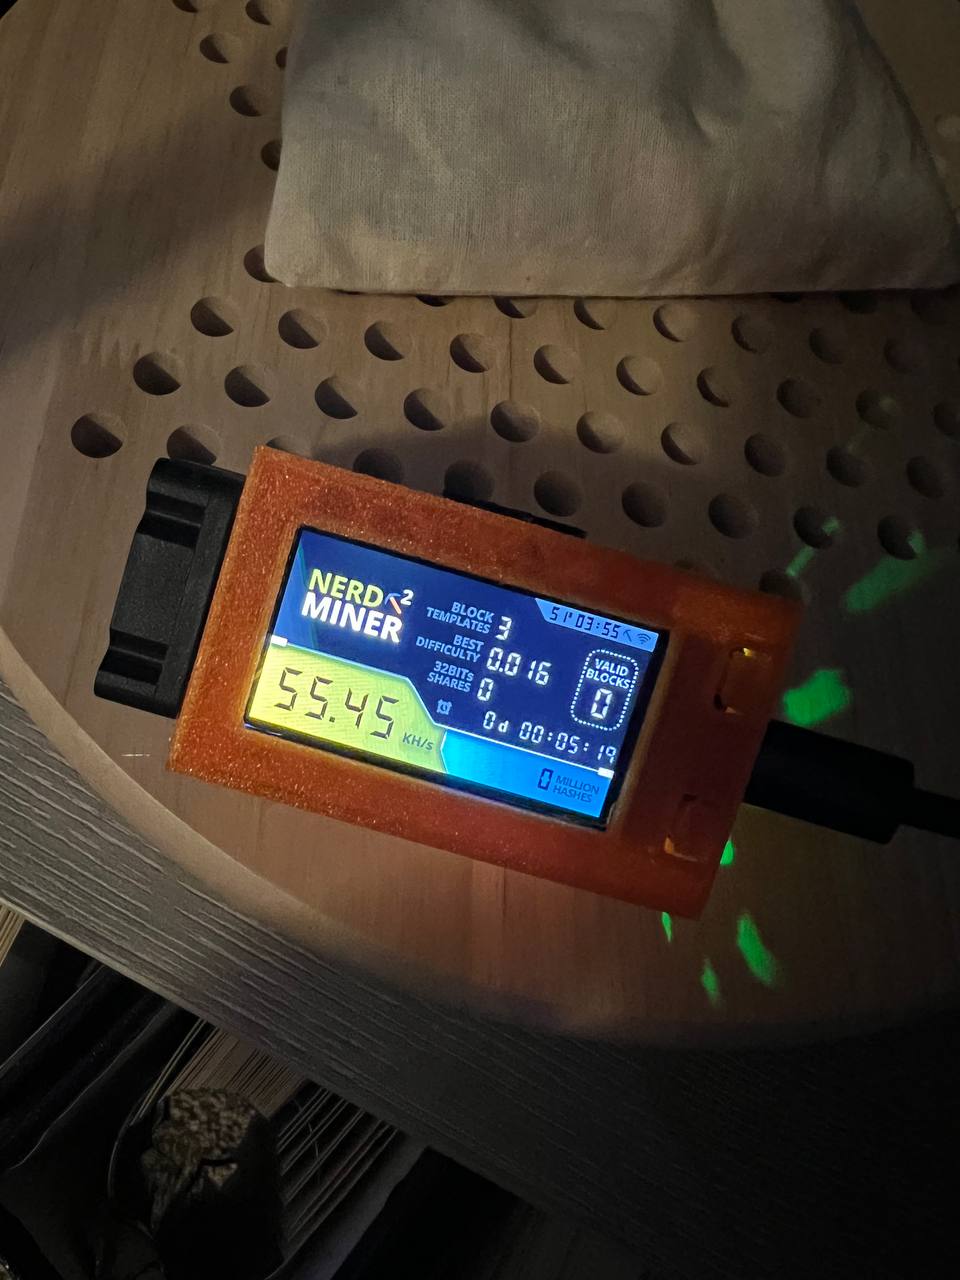 NERD 2
MINER
BLOCK
TEMPLATES 3
BEST
DIFFICULTY 0.016
32BITS
SHARES 0
51° 03:55
VALID
BLOCKS
0
0d 00:05:19
55.45 KH/s
0 MILLION
HASHES